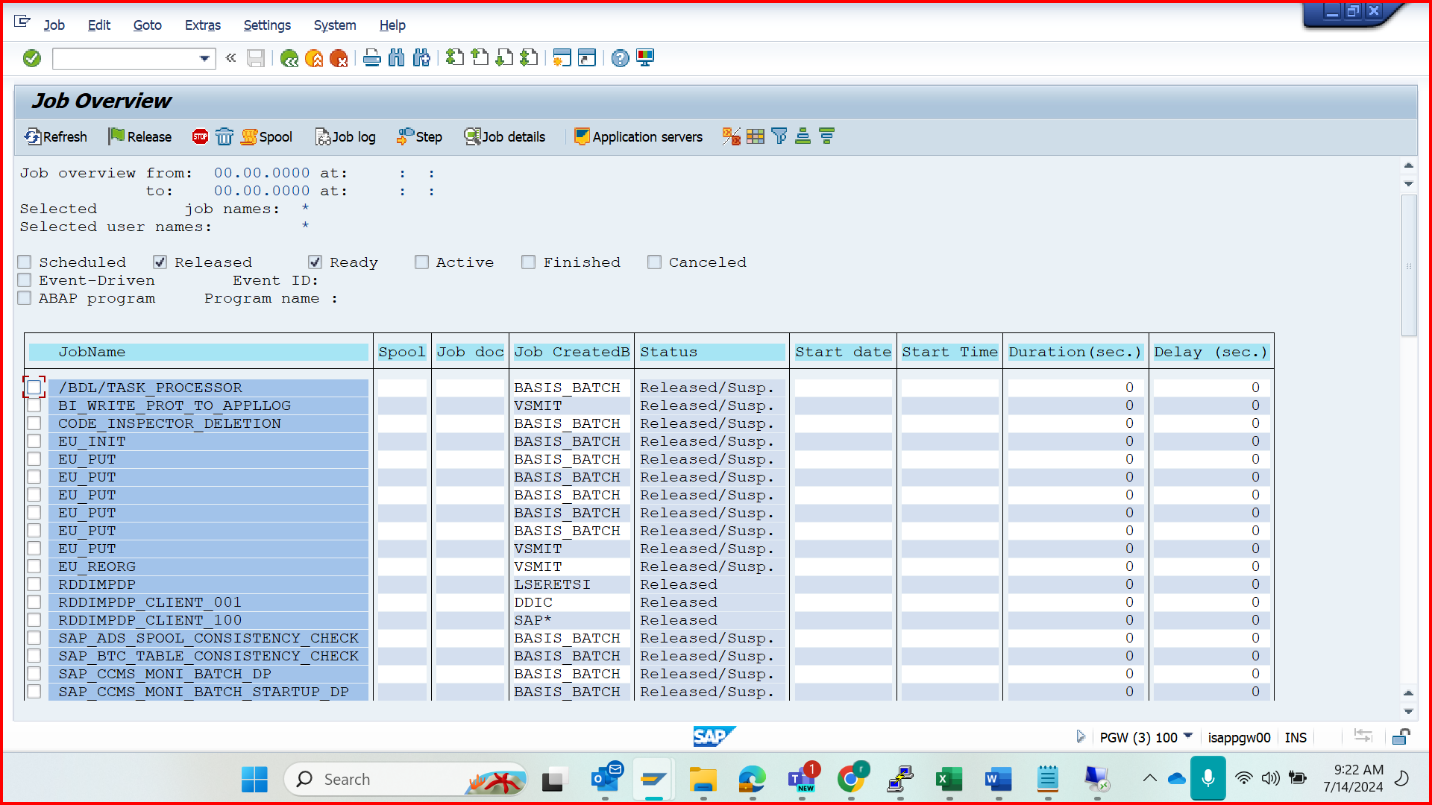 Job Edit Goto Extras Settings System Help
Job Overview
Refresh Release STOP Spool Job log Step Job details Application servers
Job overview from: 00.00.0000 at: : :
to: 00.00.0000 at: : :
Selected job names: *
Selected user names: *
Scheduled Released Ready Active Finished Canceled
Event-Driven Event ID:
ABAP program Program name :
JobName Spool Job doc Job CreatedB Status Start date Start Time Duration(sec.) Delay (sec.)
/BDL/TASK_PROCESSOR BASIS_BATCH Released/Susp. 0 0
BI_WRITE_PROT_TO_APPLLOG VSMIT Released/Susp. 0 0
CODE_INSPECTOR_DELETION BASIS_BATCH Released/Susp. 0 0
EU_INIT BASIS_BATCH Released/Susp. 0 0
EU_PUT BASIS_BATCH Released/Susp. 0 0
EU_PUT BASIS_BATCH Released/Susp. 0 0
EU_PUT BASIS_BATCH Released/Susp. 0 0
EU_PUT BASIS_BATCH Released/Susp. 0 0
EU_PUT BASIS_BATCH Released/Susp. 0 0
EU_PUT VSMIT Released/Susp. 0 0
EU_REORG VSMIT Released/Susp. 0 0
RDDIMPDP LSERETSI Released 0 0
RDDIMPDP_CLIENT_001 DDIC Released 0 0
RDDIMPDP_CLIENT_100 SAP* Released 0 0
SAP_ADS_SPOOL_CONSISTENCY_CHECK BASIS_BATCH Released/Susp. 0 0
SAP_BTC_TABLE_CONSISTENCY_CHECK BASIS_BATCH Released/Susp. 0 0
SAP_CCMS_MONI_BATCH_DP BASIS_BATCH Released/Susp. 0 0
SAP_CCMS_MONI_BATCH_STARTUP_DP BASIS_BATCH Released/Susp. 0 0
SAP PGW (3) 100 isappgw00 INS
Search 1 NEW r 9:22 AM
7/14/2024